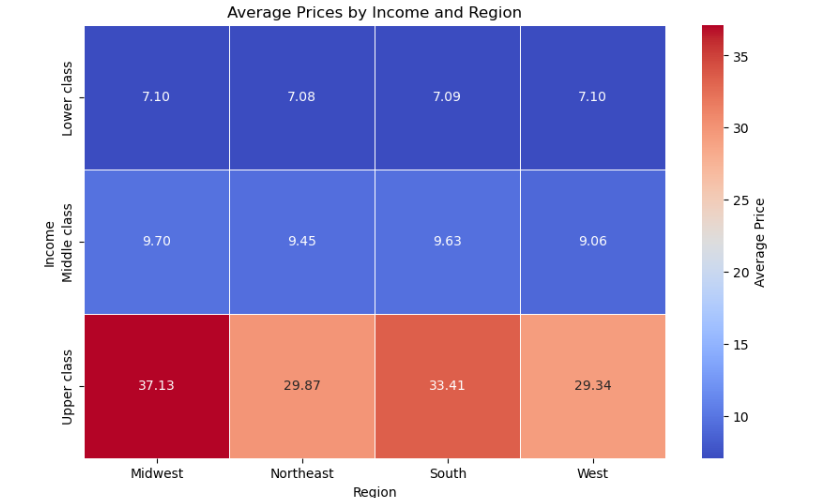 Average Prices by Income and Region
Lower class
7.10 7.08 7.09 7.10
Income
Middle class
9.70 9.45 9.63 9.06
Upper class
37.13 29.87 33.41 29.34
Midwest Northeast South West
Region
35
30
25
20
15
10
Average Price